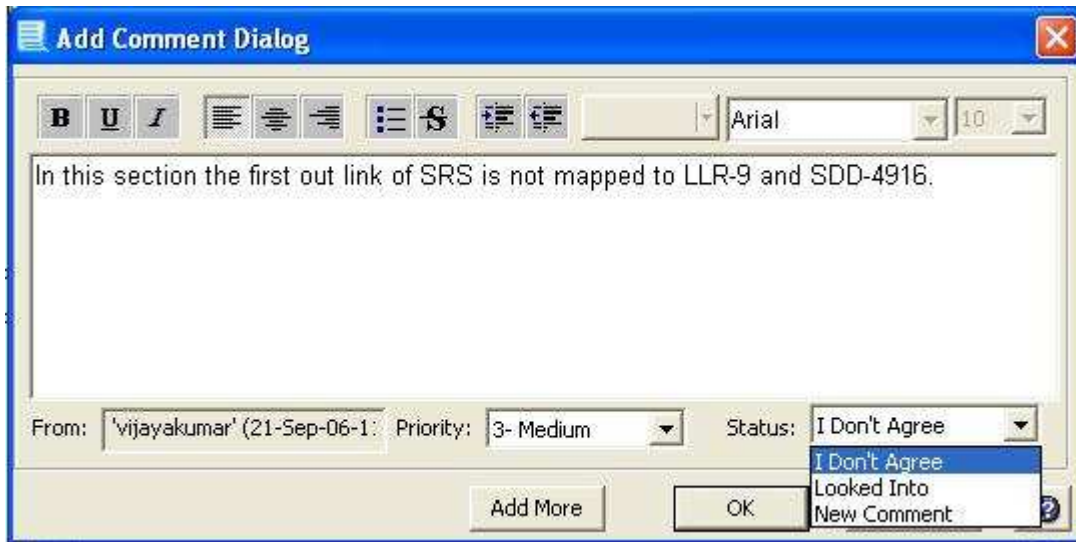 Add Comment Dialog
B U I S Arial 10
In this section the first out link of SRS is not mapped to LLR-9 and SDD-4916.
From: 'vijayakumar' (21-Sep-06-1 Priority: 3- Medium Status: I Don't Agree
I Don't Agree
Looked Into
New Comment
Add More OK ?